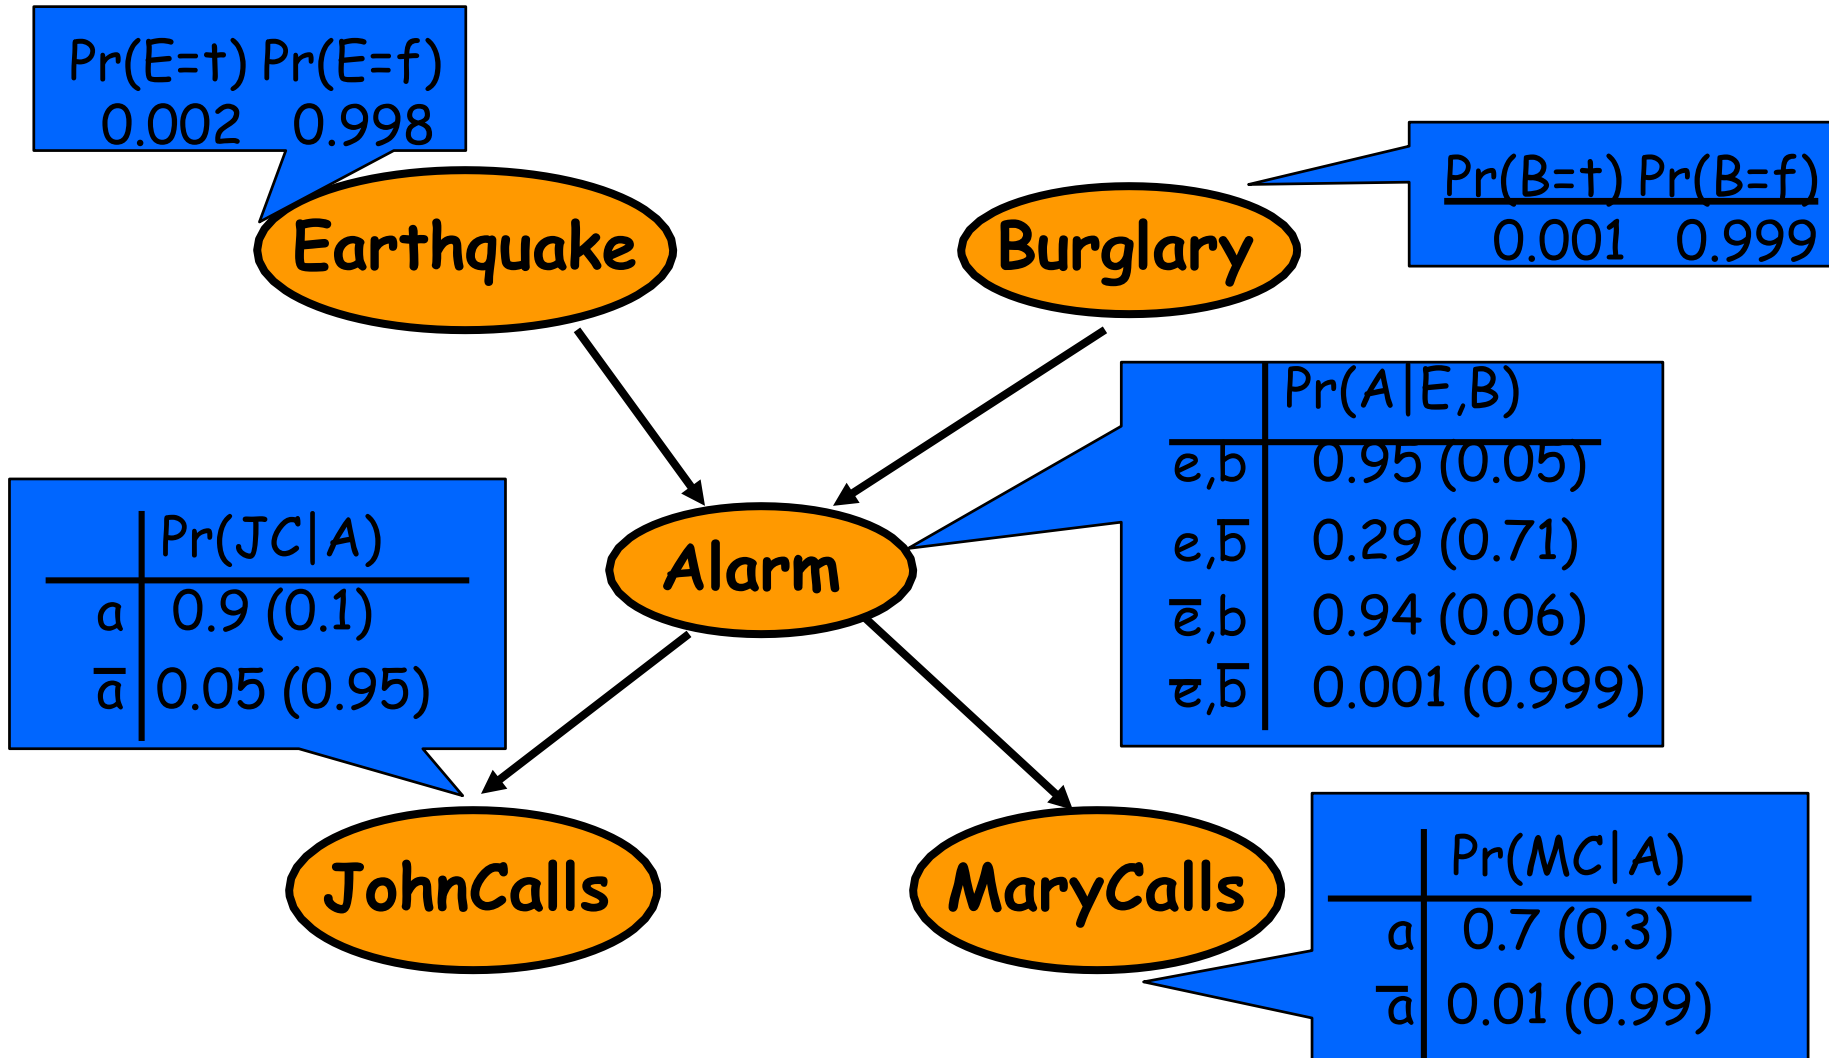 Pr(E=t) Pr(E=f)
0.002 0.998
Pr(B=t) Pr(B=f)
0.001 0.999
Earthquake
Burglary
Pr(A|E,B)
e,b 0.95 (0.05)
e,b̅ 0.29 (0.71)
e̅,b 0.94 (0.06)
e̅,b̅ 0.001 (0.999)
Pr(JC|A)
a 0.9 (0.1)
a̅ 0.05 (0.95)
Alarm
JohnCalls
MaryCalls
Pr(MC|A)
a 0.7 (0.3)
a̅ 0.01 (0.99)